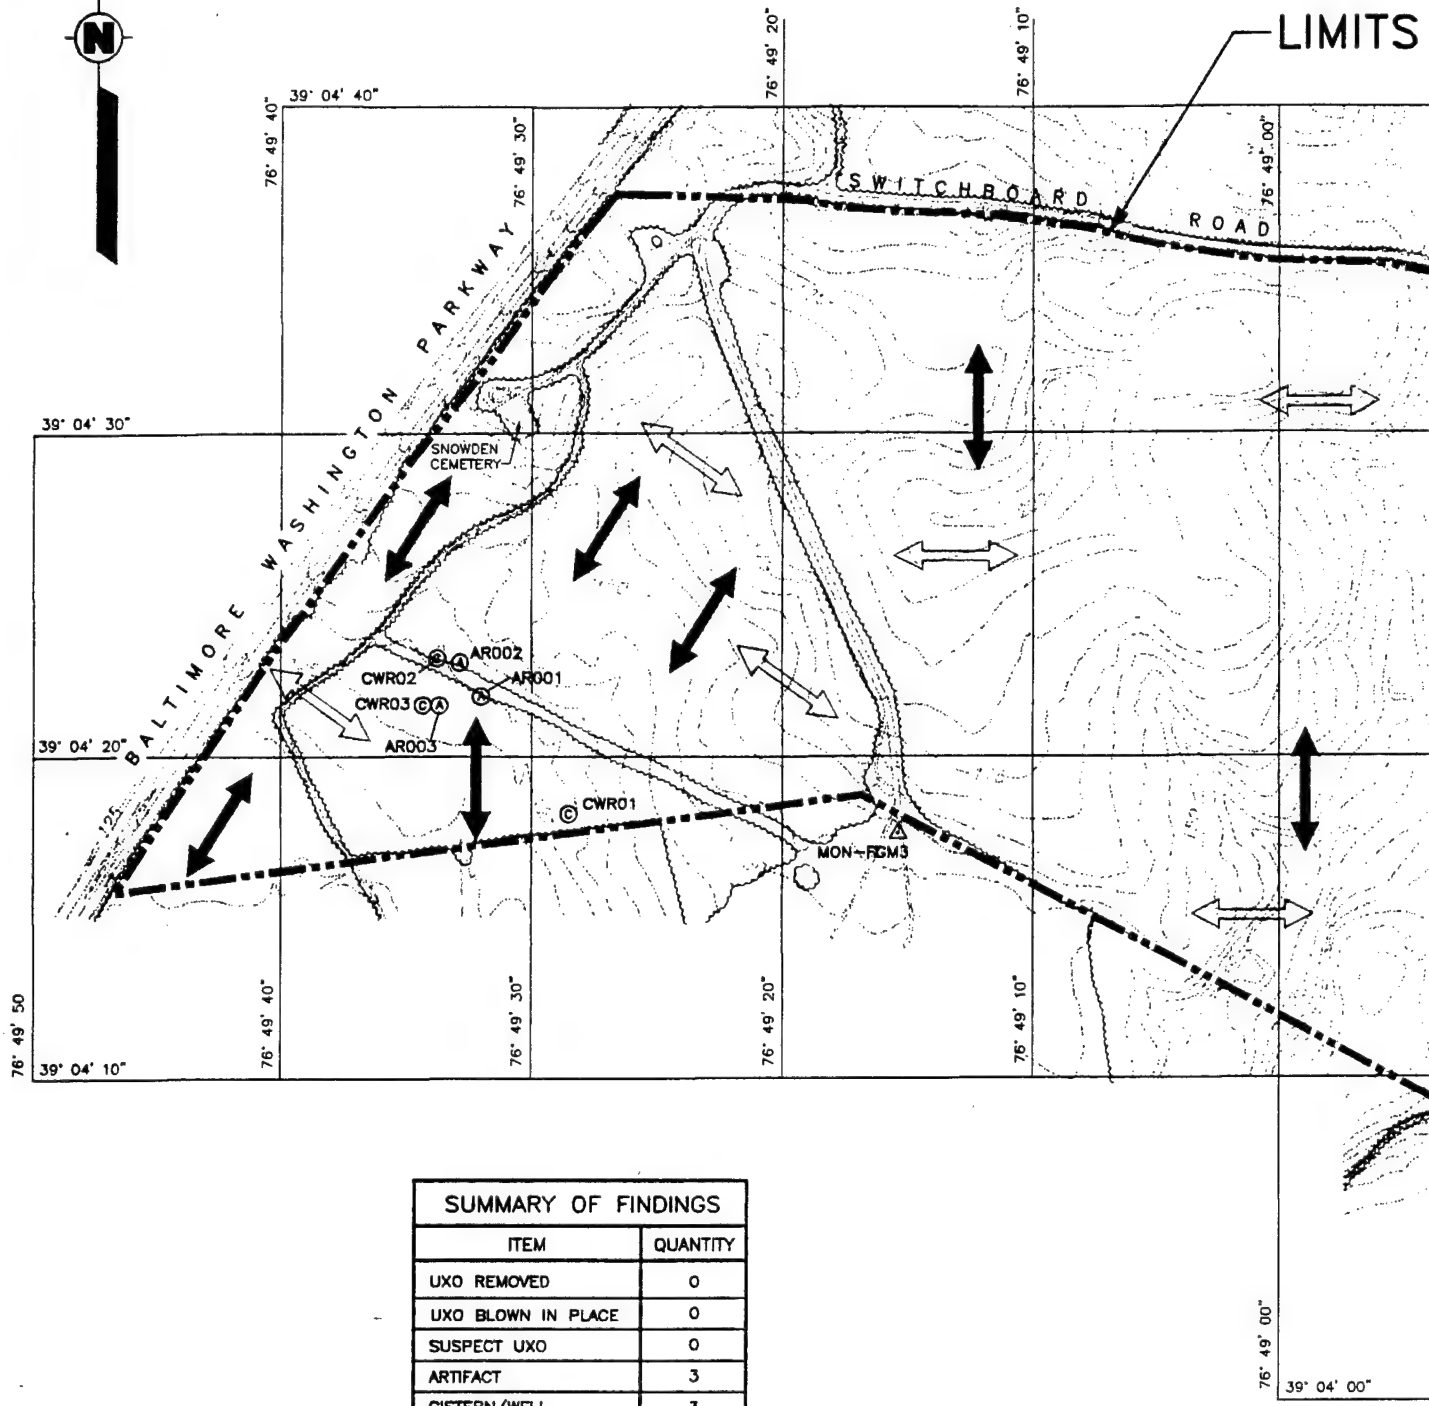 N
LIMITS
76° 49' 20"
76° 49' 10"
39° 04' 40"
76° 49' 40"
76° 49' 30"
76° 49' 00"
SWITCHBOARD ROAD
BALTIMORE WASHINGTON PARKWAY
39° 04' 30"
SNOWDEN
CEMETERY
AR002
CWR02
AR001
CWR03 C A
AR003
39° 04' 20"
C CWR01
125
MON-FGM3
76° 49' 50
76° 49' 40"
76° 49' 30"
76° 49' 20"
76° 49' 10"
39° 04' 10"
SUMMARY OF FINDINGS
ITEM QUANTITY
UXO REMOVED 0
UXO BLOWN IN PLACE 0
SUSPECT UXO 0
ARTIFACT 3
CISTERN/WELL 3
76° 49' 00"
39° 04' 00"